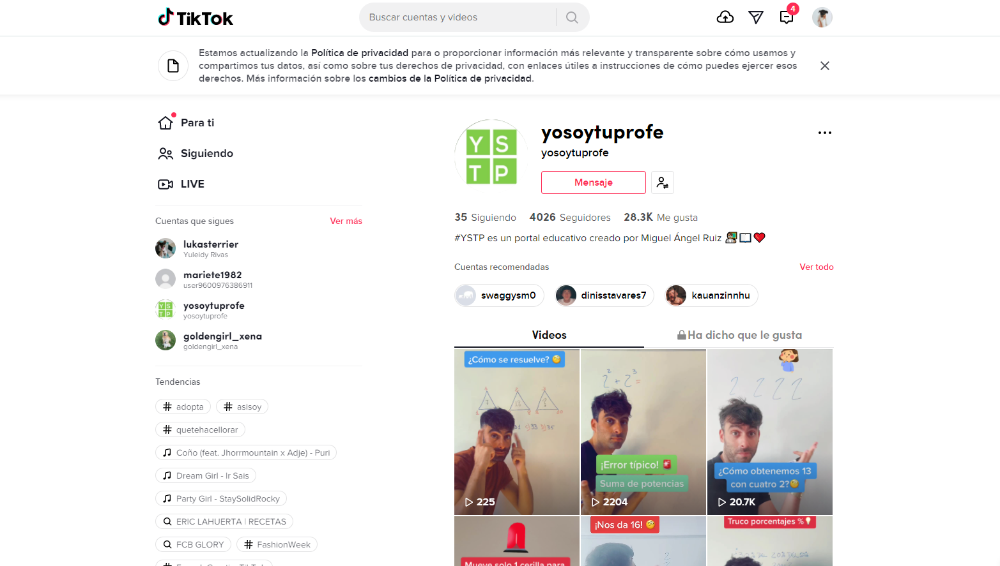 TikTok
Buscar cuentas y videos
4
Estamos actualizando la Política de privacidad para o proporcionar información más relevante y transparente sobre cómo usamos y
compartimos tus datos, así como sobre tus derechos de privacidad, con enlaces útiles a instrucciones de cómo puedes ejercer esos
derechos. Más información sobre los cambios de la Política de privacidad.
Para ti
Siguiendo
LIVE
Cuentas que sigues
Ver más
lukasterrier
Yuleidy Rivas
mariete1982
user9600976386911
yosoytuprofe
yosoytuprofe
goldengirl_xena
goldengirl_xena
Tendencias
# adopta
# asisoy
# quetehacellorar
Coño (feat. Jhorrmountain x Adje) - Puri
Dream Girl - Ir Sais
Party Girl - StaySolidRocky
ERIC LAHUERTA | RECETAS
FCB GLORY
# FashionWeek
YS
TP
yosoytuprofe
yosoytuprofe
Mensaje
35 Siguiendo 4026 Seguidores 28.3K Me gusta
#YSTP es un portal educativo creado por Miguel Ángel Ruiz
Cuentas recomendadas
Ver todo
swaggysm0
dinisstavares7
kauanzinnhu
Videos
Ha dicho que le gusta
¿Cómo se resuelve?
225
2² + 2³ =
¡Error típico!
Suma de potencias
2204
2 2 2 2
¿Cómo obtenemos 13
con cuatro 2?
20.7K
Mueve solo 1 cerilla para
¡Nos da 16!
Truco porcentajes %